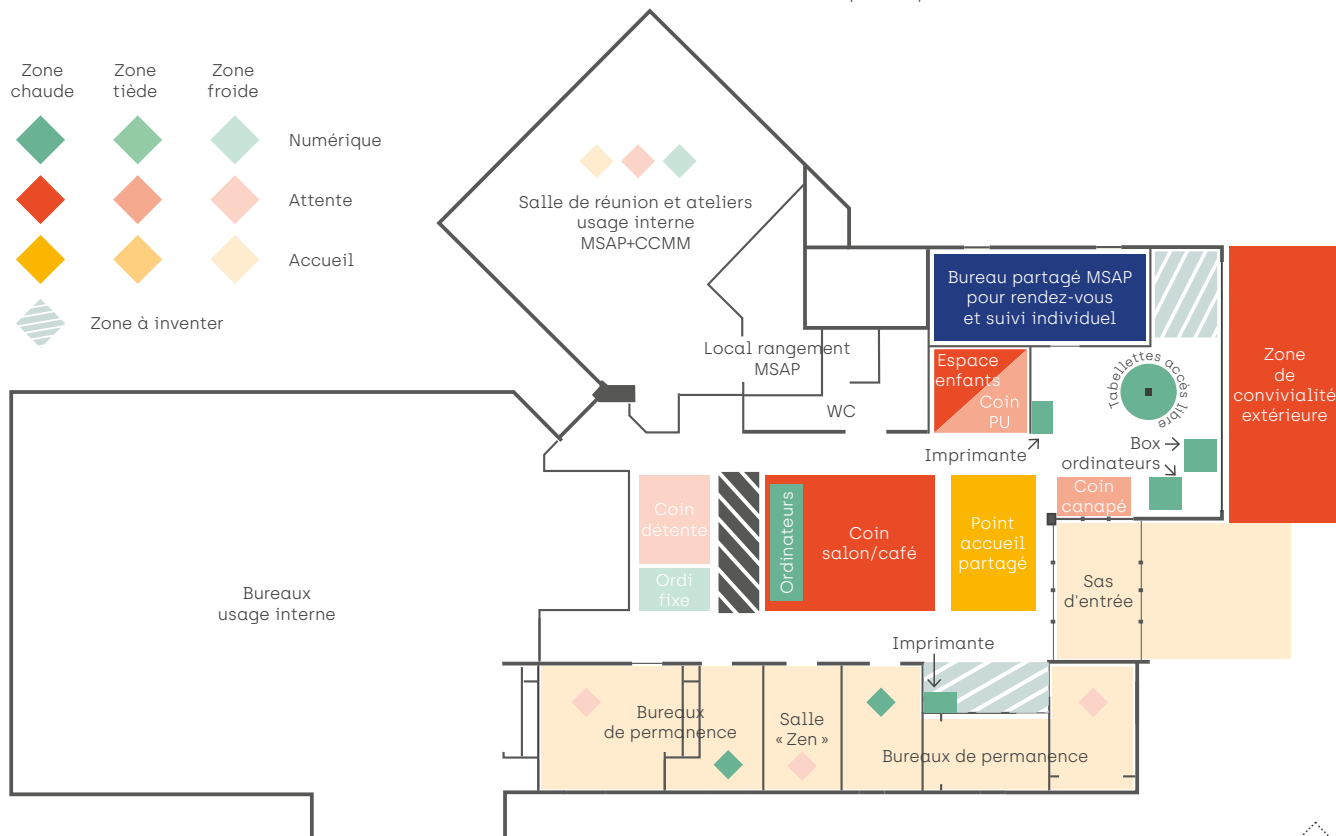 Zone
chaude
Zone
tiède
Zone
froide
Numérique
Attente
Accueil
Zone à inventer
Salle de réunion et ateliers
usage interne
MSAP+CCMM
Local rangement
MSAP
WC
Bureau partagé MSAP
pour rendez-vous
et suivi individuel
Espace
enfants
Coin
PU
Imprimante
Tabellettes accés libre
Box
ordinateurs
Zone
de
convivialité
extérieure
Coin
détente
Ordi
fixe
Ordinateurs
Coin
salon/café
Point
accueil
partagé
Coin
canapé
Sas
d'entrée
Bureaux
usage interne
Imprimante
Bureaux
de permanence
Salle
« Zen »
Bureaux de permanence